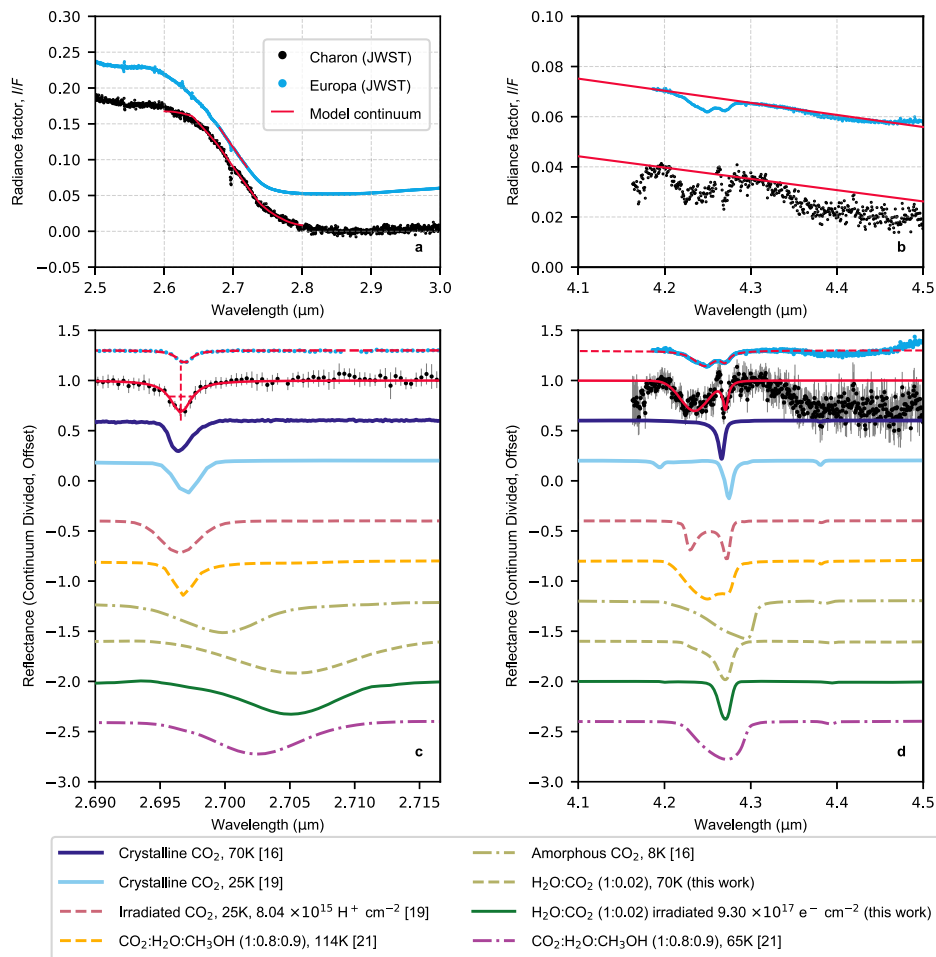 0.30
0.25
0.20
0.15
0.10
0.05
0.00
−0.05
Radiance factor, I/F
Charon (JWST)
Europa (JWST)
Model continuum
a
2.5 2.6 2.7 2.8 2.9 3.0
Wavelength (μm)
0.10
0.08
0.06
0.04
0.02
0.00
Radiance factor, I/F
b
4.1 4.2 4.3 4.4 4.5
Wavelength (μm)
1.5
1.0
0.5
0.0
−0.5
−1.0
−1.5
−2.0
−2.5
−3.0
Reflectance (Continuum Divided, Offset)
c
2.690 2.695 2.700 2.705 2.710 2.715
Wavelength (μm)
1.5
1.0
0.5
0.0
−0.5
−1.0
−1.5
−2.0
−2.5
−3.0
Reflectance (Continuum Divided, Offset)
d
4.1 4.2 4.3 4.4 4.5
Wavelength (μm)
Crystalline CO₂, 70K [16]
Crystalline CO₂, 25K [19]
Irradiated CO₂, 25K, 8.04 ×10¹⁵ H⁺ cm⁻² [19]
CO₂:H₂O:CH₃OH (1:0.8:0.9), 114K [21]
Amorphous CO₂, 8K [16]
H₂O:CO₂ (1:0.02), 70K (this work)
H₂O:CO₂ (1:0.02) irradiated 9.30 ×10¹⁷ e⁻ cm⁻² (this work)
CO₂:H₂O:CH₃OH (1:0.8:0.9), 65K [21]